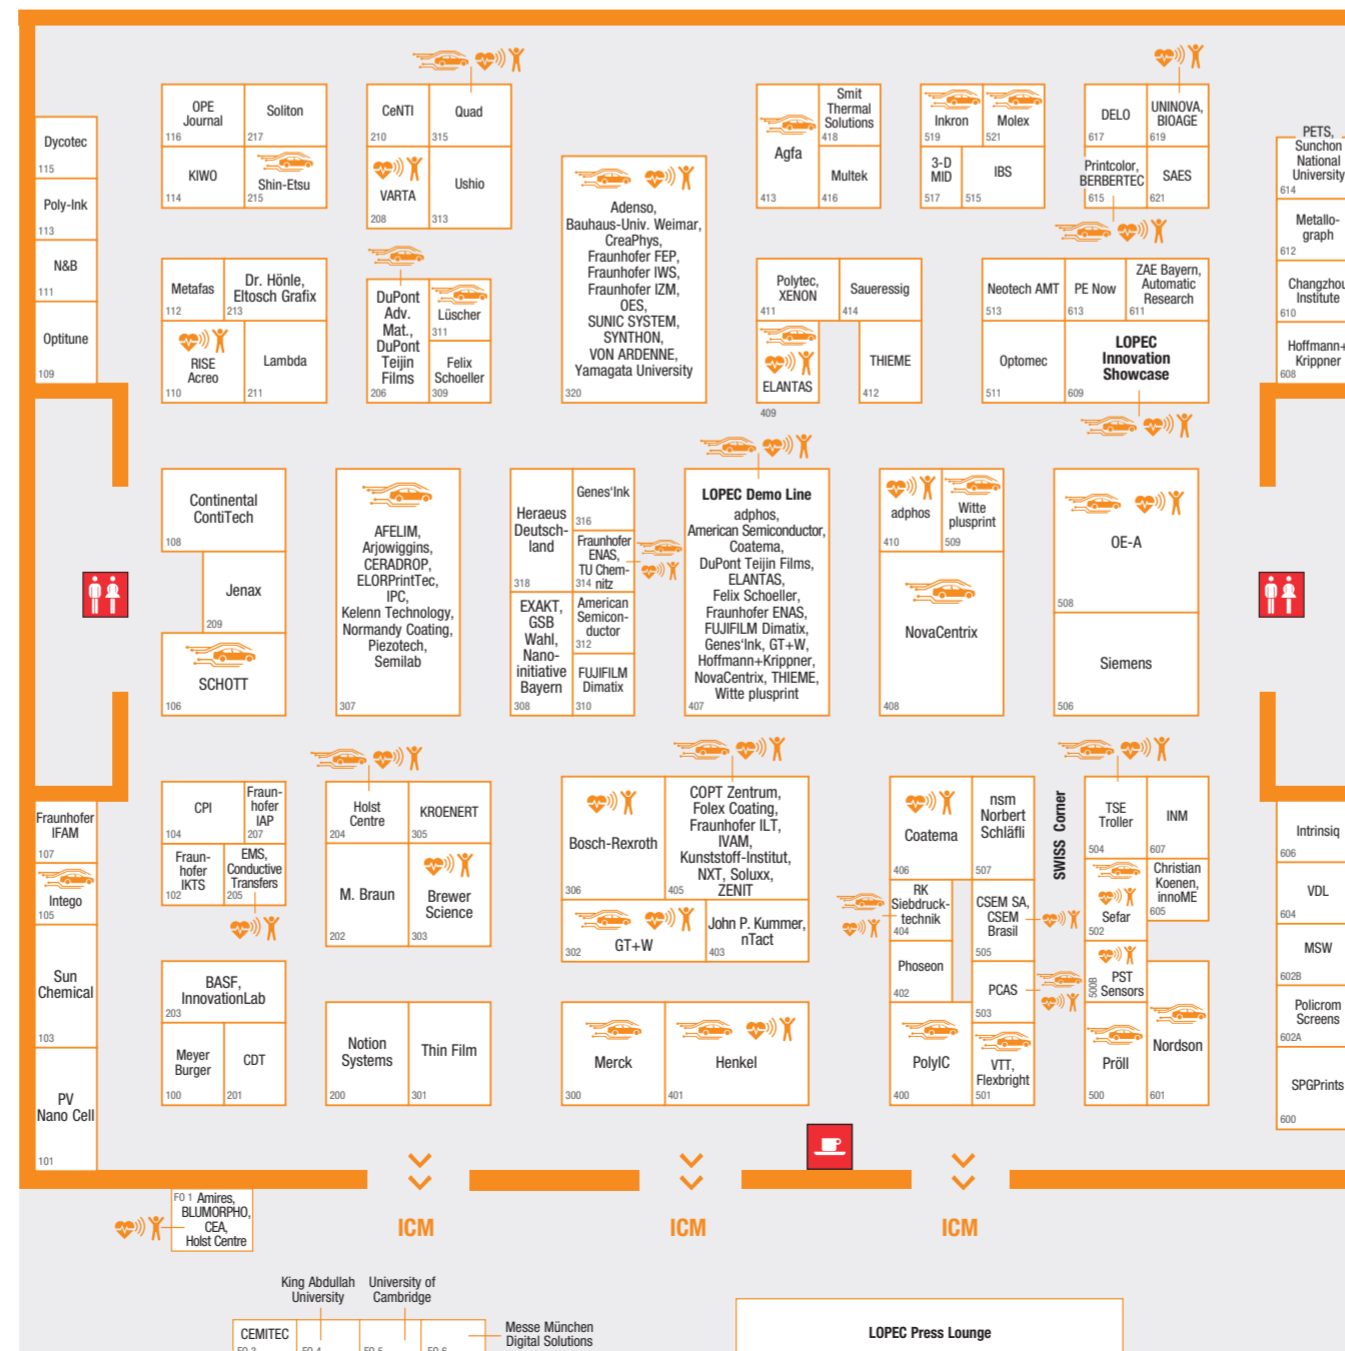 OPE
Journal
116
Soliton
217
KIWO
114
Shin-Etsu
215
CeNTI
210
Quad
315
VARTA
208
Ushio
313
Agfa
413
Smit
Thermal
Solutions
418
Multek
416
Inkron
519
Molex
521
3-D
MID
517
IBS
515
DELO
617
UNINOVA,
BIOAGE
619
Printcolor,
BERBERTEC
615
SAES
621
Dycotec
115
Poly-Ink
113
N&B
111
Optitune
109
PETS,
Sunchon
National
University
614
Metallo-
graph
612
Changzhou
Institute
610
Hoffmann+
Krippner
608
Adenso,
Bauhaus-Univ. Weimar,
CreaPhys,
Fraunhofer FEP,
Fraunhofer IWS,
Fraunhofer IZM,
OES,
SUNIC SYSTEM,
SYNTHON,
VON ARDENNE,
Yamagata University
320
Metafas
112
Dr. Hönle,
Eltosch Grafix
213
RISE
Acreo
110
Lambda
211
DuPont
Adv.
Mat.,
DuPont
Teijin
Films
206
Lüscher
311
Felix
Schoeller
309
Polytec,
XENON
411
Saueressig
414
ELANTAS
409
THIEME
412
Neotech AMT
513
PE Now
613
ZAE Bayern,
Automatic
Research
611
Optomec
511
LOPEC
Innovation
Showcase
609
Continental
ContiTech
108
Jenax
209
SCHOTT
106
AFELIM,
Arjowiggins,
CERADROP,
ELORPrintTec,
IPC,
Kelenn Technology,
Normandy Coating,
Piezotech,
Semilab
307
Heraeus
Deutsch-
land
318
Genes'Ink
316
Fraunhofer
ENAS,
TU Chem-
314 nitz
EXAKT,
GSB
Wahl,
Nano-
initiative
Bayern
308
American
Semicon-
ductor
312
FUJIFILM
Dimatix
310
LOPEC Demo Line
adphos,
American Semiconductor,
Coatema,
DuPont Teijin Films,
ELANTAS,
Felix Schoeller,
Fraunhofer ENAS,
FUJIFILM Dimatix,
Genes'Ink, GT+W,
Hoffmann+Krippner,
NovaCentrix, THIEME,
Witte plusprint
407
adphos
410
Witte
plusprint
509
NovaCentrix
408
OE-A
508
Siemens
506
Fraunhofer
IFAM
107
Intego
105
Sun
Chemical
103
PV
Nano Cell
101
CPI
104
Fraun-
hofer
IAP
207
Fraun-
hofer
IKTS
102
EMS,
Conductive
Transfers
205
Holst
Centre
204
KROENERT
305
M. Braun
202
Brewer
Science
303
Bosch-Rexroth
306
COPT Zentrum,
Folex Coating,
Fraunhofer ILT,
IVAM,
Kunststoff-Institut,
NXT, Soluxx,
ZENIT
405
GT+W
302
John P. Kummer,
nTact
403
Coatema
406
nsm
Norbert
Schläfli
507
RK
Siebdruck-
technik
404
CSEM SA,
CSEM
Brasil
505
Phoseon
402
PCAS
503
PolyIC
400
VTT,
Flexbright
501
SWISS Corner
TSE
Troller
504
INM
607
Sefar
502
Christian
Koenen,
innoME
605
PST
Sensors
500B
Pröll
500
Nordson
601
Intrinsiq
606
VDL
604
MSW
602B
Policrom
Screens
602A
SPGPrints
600
BASF,
InnovationLab
203
Meyer
Burger
100
CDT
201
Notion
Systems
200
Thin Film
301
Merck
300
Henkel
401
FO 1 Amires,
BLUMORPHO,
CEA,
Holst Centre
ICM
ICM
ICM
King Abdullah
University
University of
Cambridge
Messe München
Digital Solutions
CEMITEC
FO 3
FO 4
FO 5
FO 6
LOPEC Press Lounge